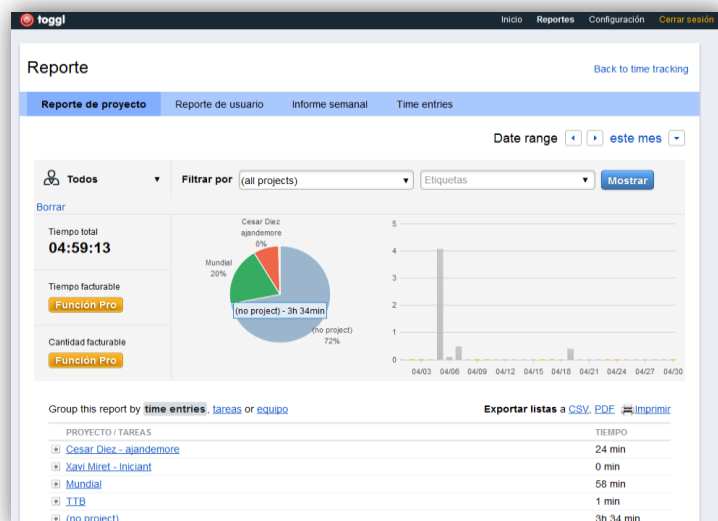 toggl
Inicio Reportes Configuración Cerrar sesión
Reporte
Back to time tracking
Reporte de proyecto Reporte de usuario Informe semanal Time entries
Date range este mes
Todos Filtrar por (all projects) Etiquetas Mostrar
Borrar
Tiempo total
04:59:13
Tiempo facturable
Función Pro
Cantidad facturable
Función Pro
Cesar Diez
ajandemore
8%
Mundial
20%
(no project) - 3h 34min
(no project)
72%
5
4
3
2
1
0
04/03 04/06 04/09 04/12 04/15 04/18 04/21 04/24 04/27 04/30
Group this report by time entries, tareas or equipo
Exportar listas a CSV, PDF Imprimir
PROYECTO / TAREAS TIEMPO
Cesar Diez - ajandemore 24 min
Xavi Miret - Iniciant 0 min
Mundial 58 min
TTB 1 min
(no project) 3h 34 min